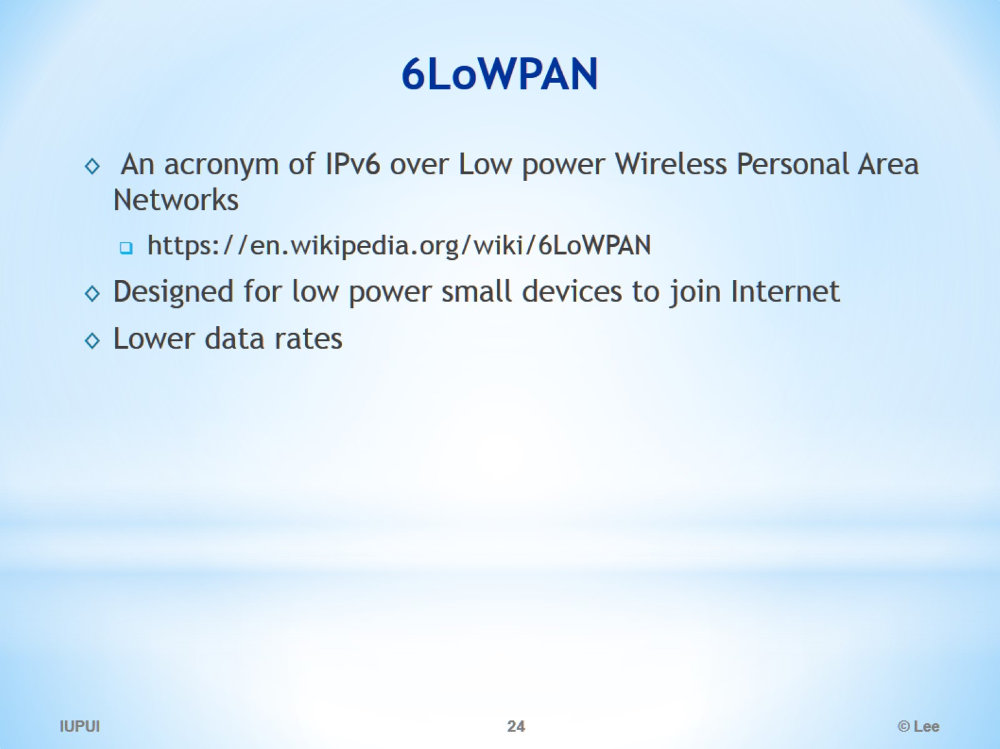 6LoWPAN
An acronym of IPv6 over Low power Wireless Personal Area
Networks
https://en.wikipedia.org/wiki/6LoWPAN
Designed for low power small devices to join Internet
Lower data rates
IUPUI 24 © Lee